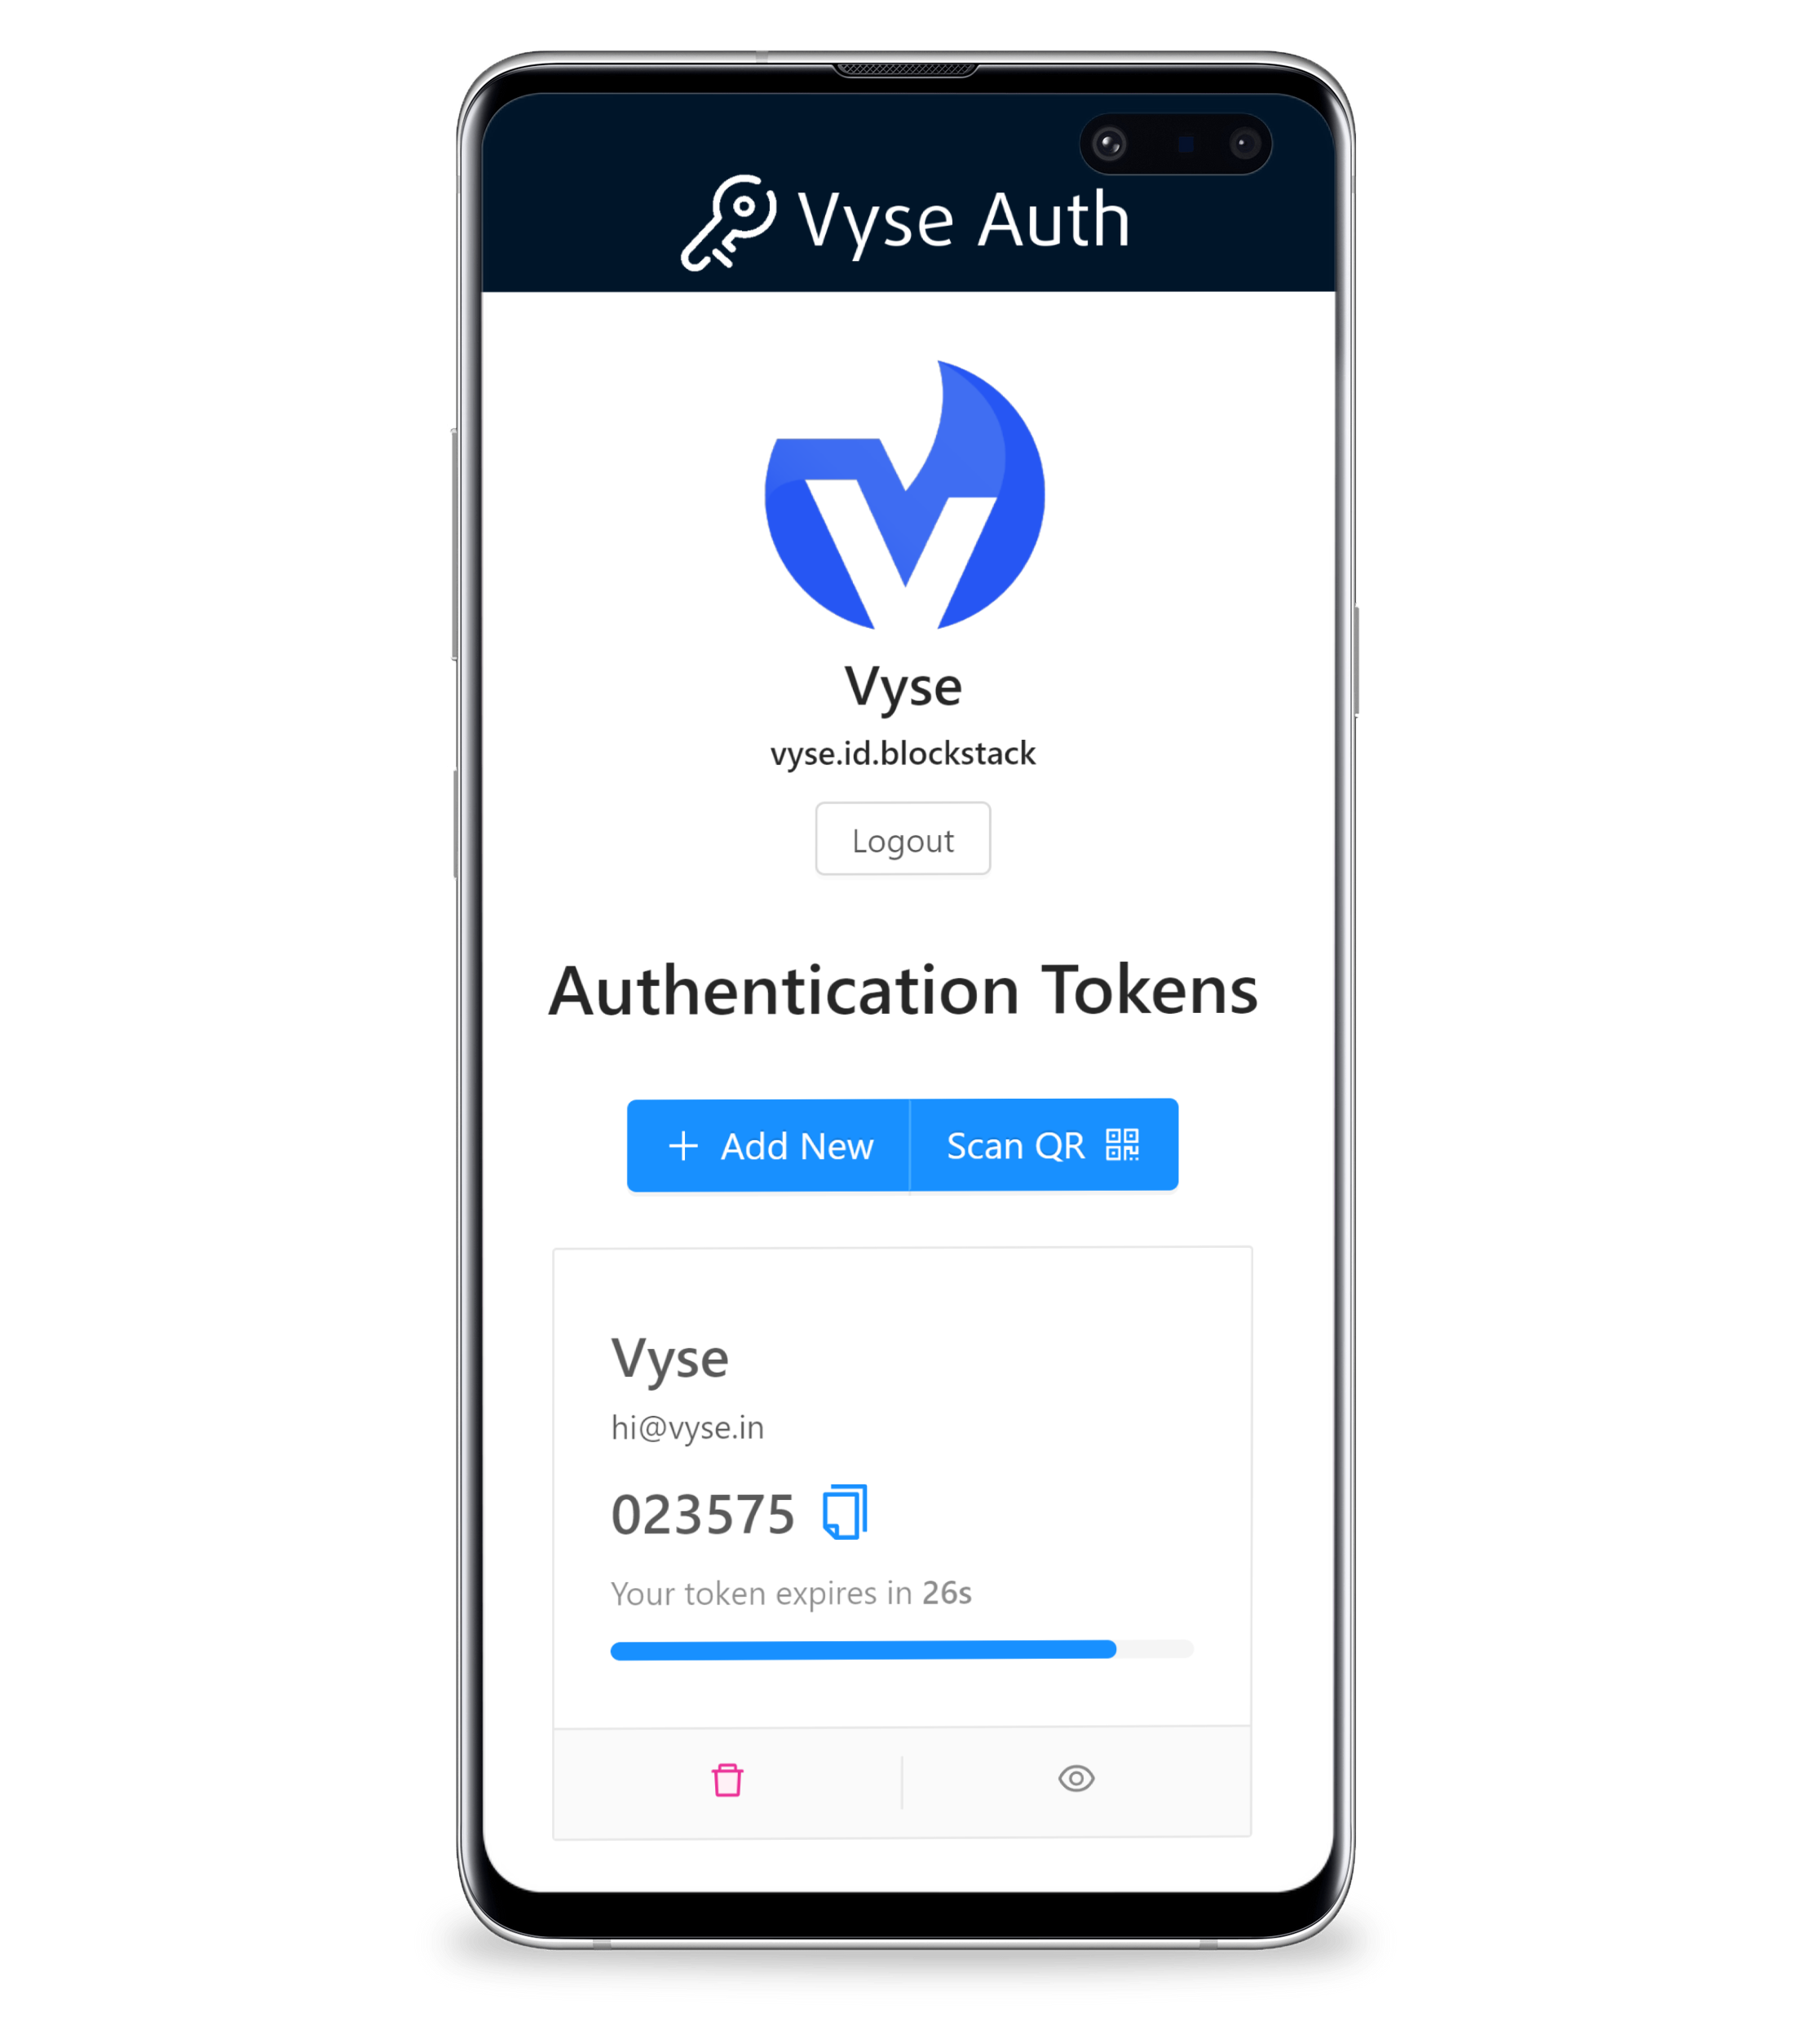 Vyse Auth
Vyse
vyse.id.blockstack
Logout
Authentication Tokens
Add New Scan QR
Vyse
hi@vyse.in
023575
Your token expires in 26s